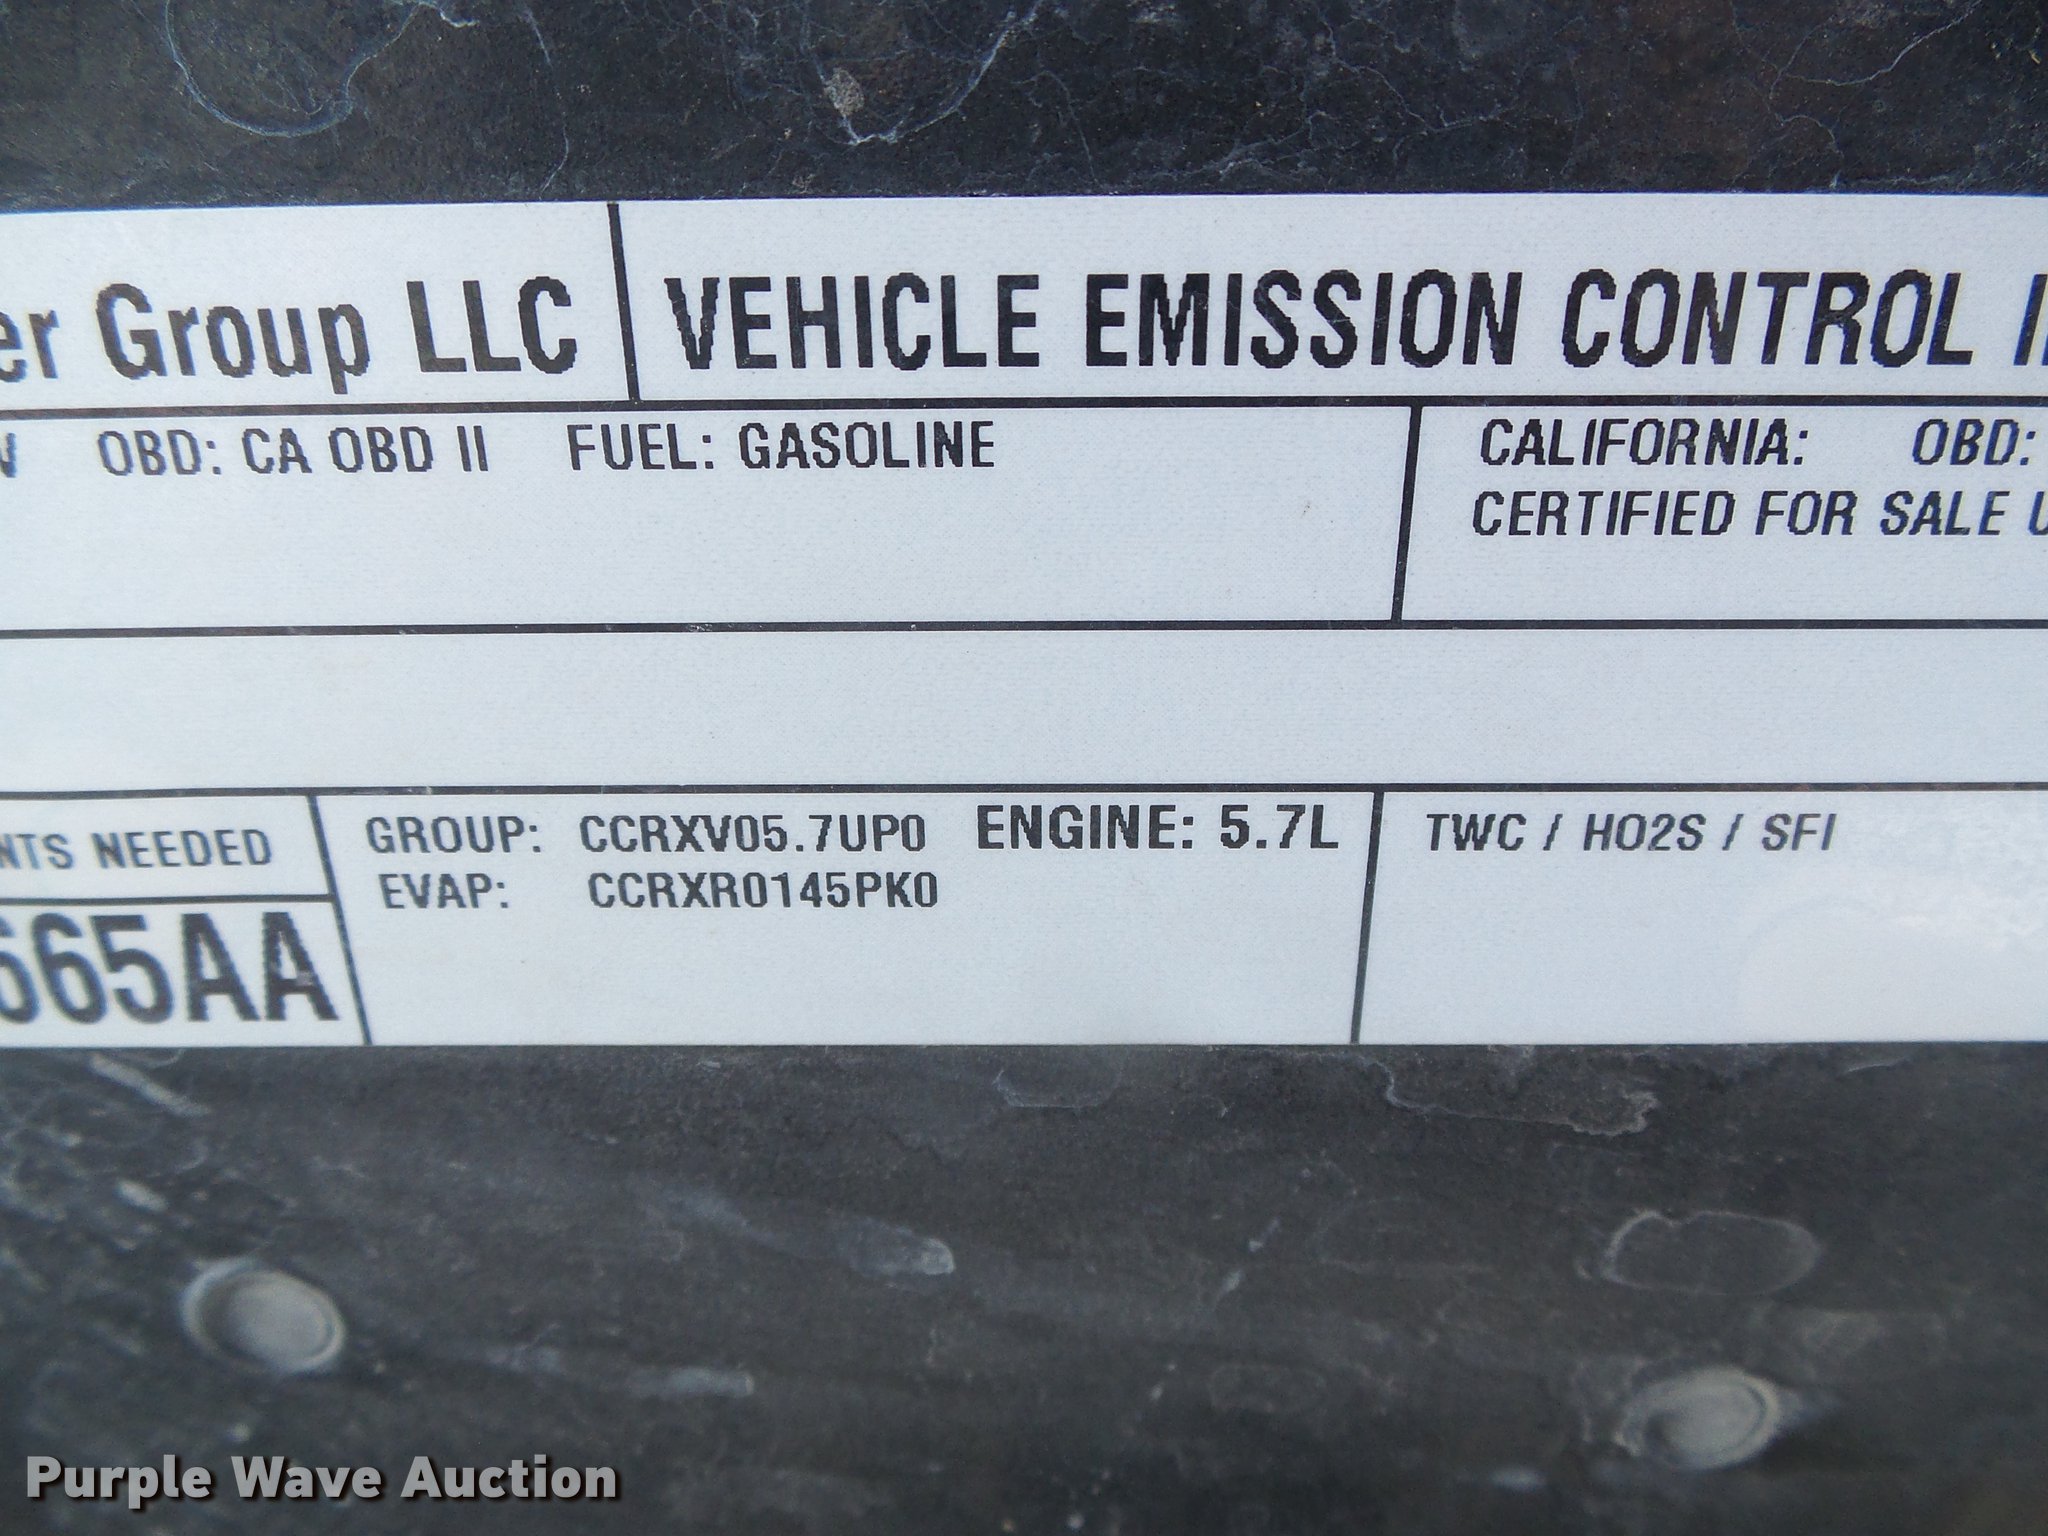 er Group LLC VEHICLE EMISSION CONTROL
OBD: CA OBD II FUEL: GASOLINE CALIFORNIA: OBD:
CERTIFIED FOR SALE
NTS NEEDED GROUP: CCRXV05.7UP0 ENGINE: 5.7L TWC / HO2S / SFI
EVAP: CCRXR0145PK0
665AA
Purple Wave Auction